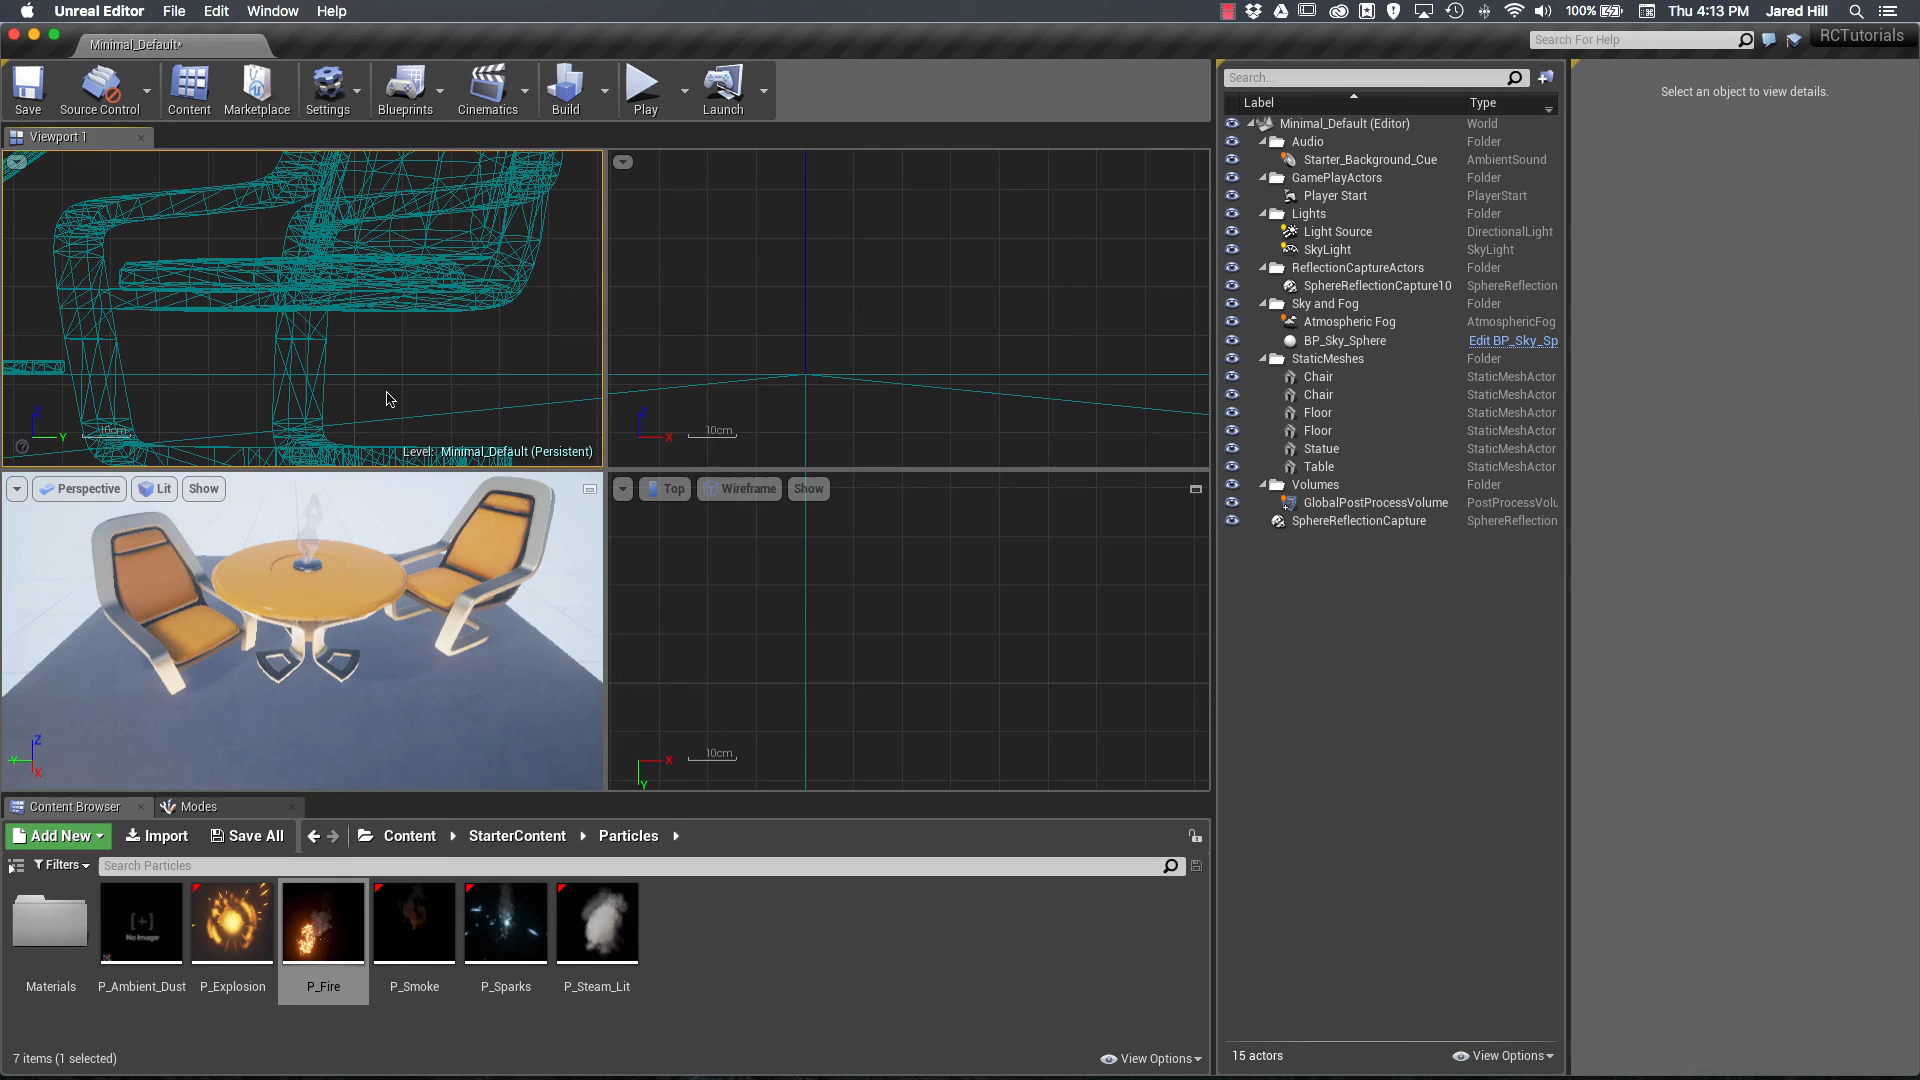 Unreal Editor File Edit Window Help
100% Thu 4:13 PM Jared Hill
Minimal_Default*
Search For Help
RCTutorials
Save
Source Control
Content
Marketplace
Settings
Blueprints
Cinematics
Build
Play
Launch
Viewport 1
Z
Y
10cm
Level: Minimal_Default (Persistent)
Z
X
10cm
Perspective
Lit
Show
Z
Y
X
Top
Wireframe
Show
X
Y
10cm
Search...
Label Type
Minimal_Default (Editor) World
Audio Folder
Starter_Background_Cue AmbientSound
GamePlayActors Folder
Player Start PlayerStart
Lights Folder
Light Source DirectionalLight
SkyLight SkyLight
ReflectionCaptureActors Folder
SphereReflectionCapture10 SphereReflection
Sky and Fog Folder
Atmospheric Fog AtmosphericFog
BP_Sky_Sphere Edit BP_Sky_Sp
StaticMeshes Folder
Chair StaticMeshActor
Chair StaticMeshActor
Floor StaticMeshActor
Floor StaticMeshActor
Statue StaticMeshActor
Table StaticMeshActor
Volumes Folder
GlobalPostProcessVolume PostProcessVolu
SphereReflectionCapture SphereReflection
15 actors
View Options
Select an object to view details.
Content Browser
Modes
Add New
Import
Save All
Content
StarterContent
Particles
Filters
Search Particles
[+]
No Image
Materials
P_Ambient_Dust
P_Explosion
P_Fire
P_Smoke
P_Sparks
P_Steam_Lit
7 items (1 selected)
View Options